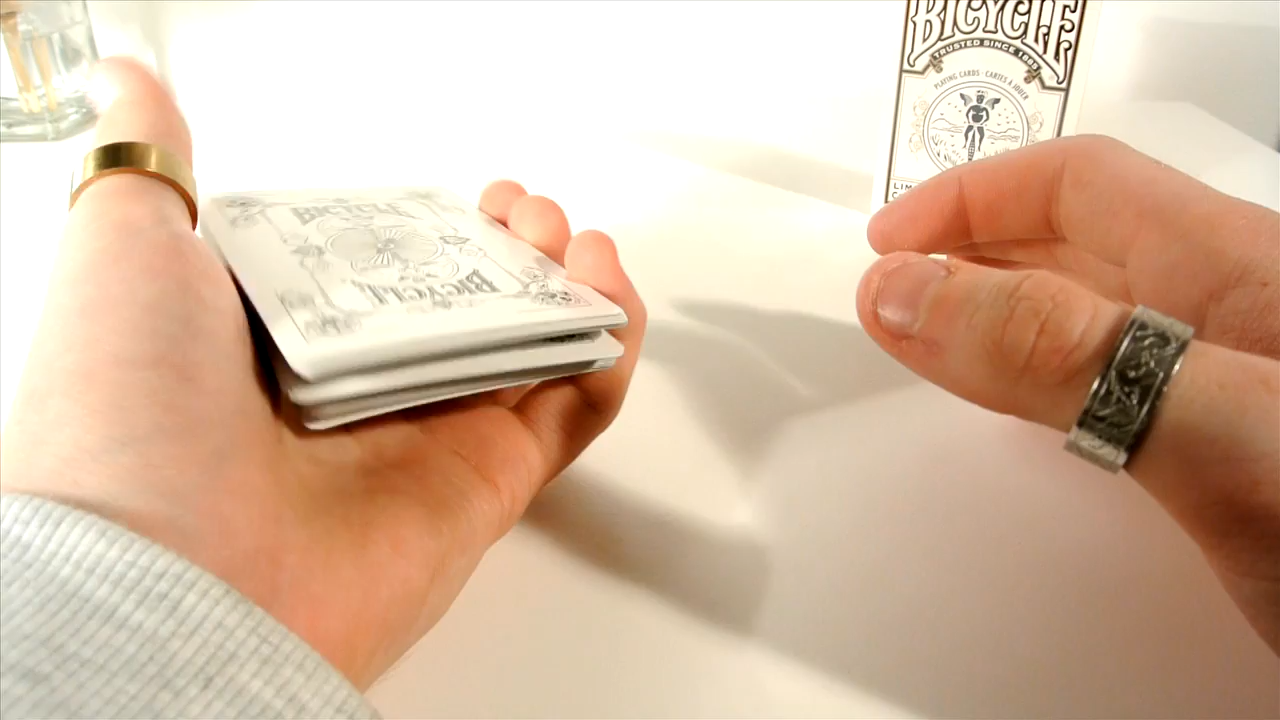 BICYCLE
TRUSTED SINCE 1885
PLAYING CARDS · CARTES À JOUER
BICYCLE
BICYCLE